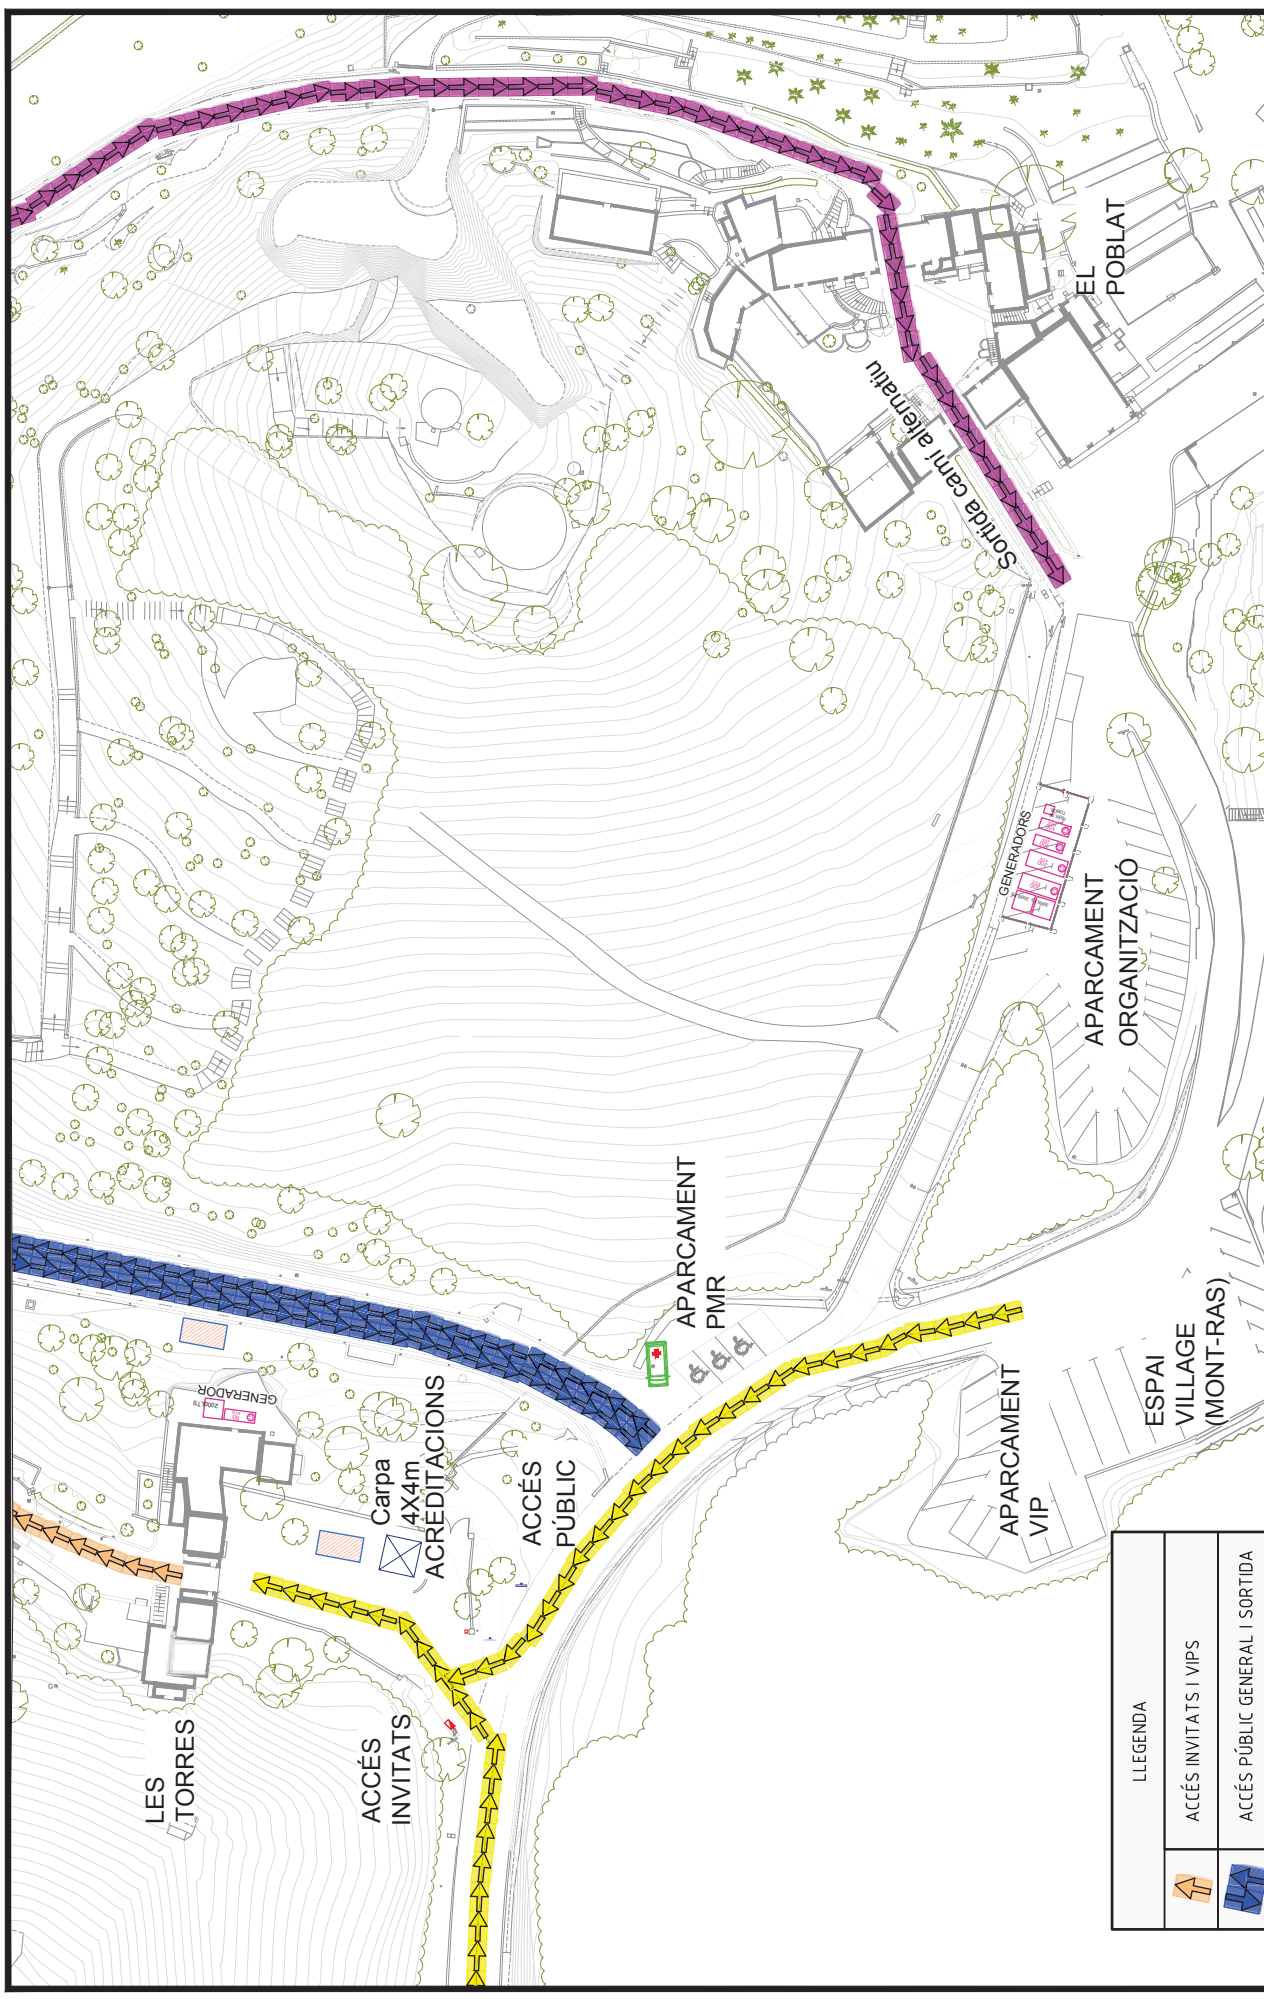 LES
TORRES
ACCÉS
INVITATS
GENERADOR
Carpa
4X4m
ACREDITACIONS
ACCÉS
PÚBLIC
APARCAMENT
PMR
APARCAMENT
VIP
ESPAI
VILLAGE
(MONT-RAS)
GENERADORS
APARCAMENT
ORGANITZACIÓ
Sortida camí alternatiu
EL
POBLAT
LLEGENDA
ACCÉS INVITATS I VIPS
ACCÉS PÚBLIC GENERAL I SORTIDA